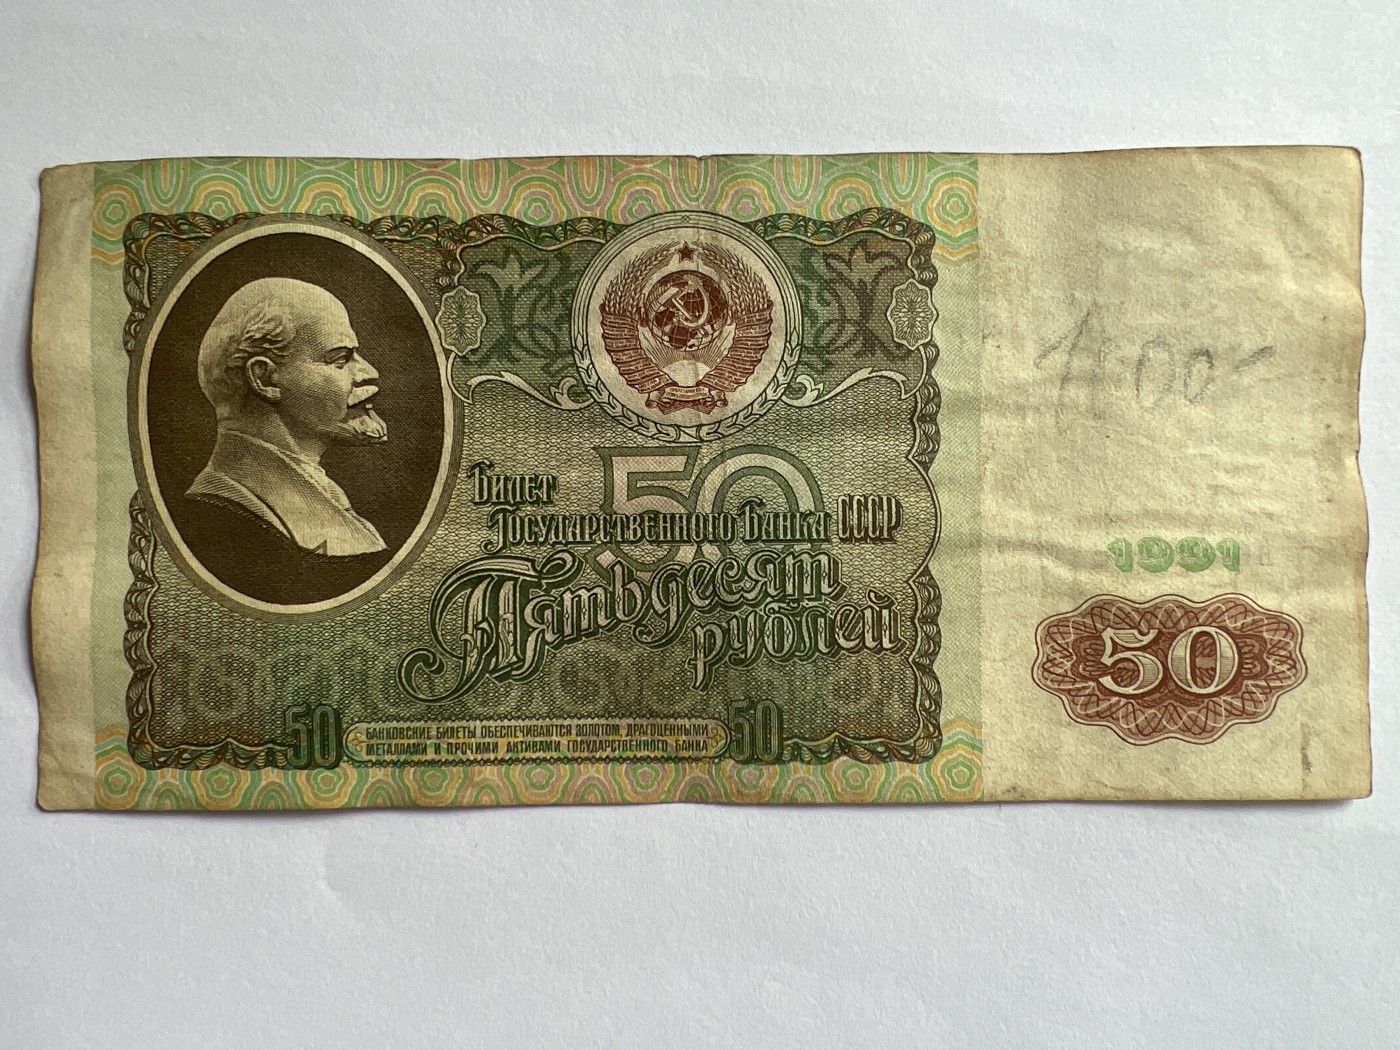 Билет
Государственного Банка СССР
50
Пятьдесят
рублей
50
БАНКОВСКИЕ БИЛЕТЫ ОБЕСПЕЧИВАЮТСЯ ЗОЛОТОМ, ДРАГОЦЕННЫМИ
МЕТАЛЛАМИ И ПРОЧИМИ АКТИВАМИ ГОСУДАРСТВЕННОГО БАНКА
50
1991
50